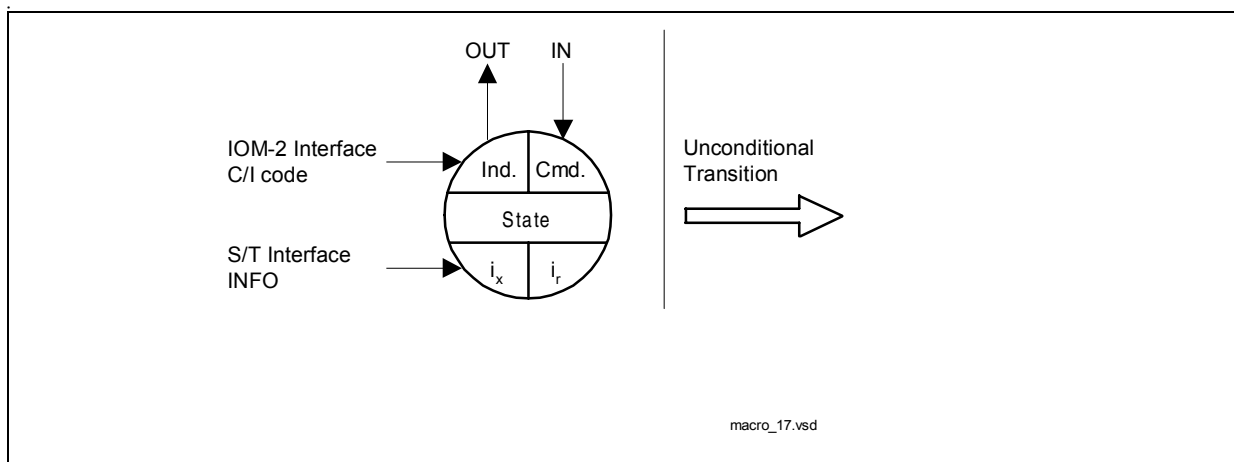 .
OUT IN
IOM-2 Interface
C/I code
Ind. Cmd.
State
S/T Interface
INFO
ix ir
Unconditional
Transition
macro_17.vsd